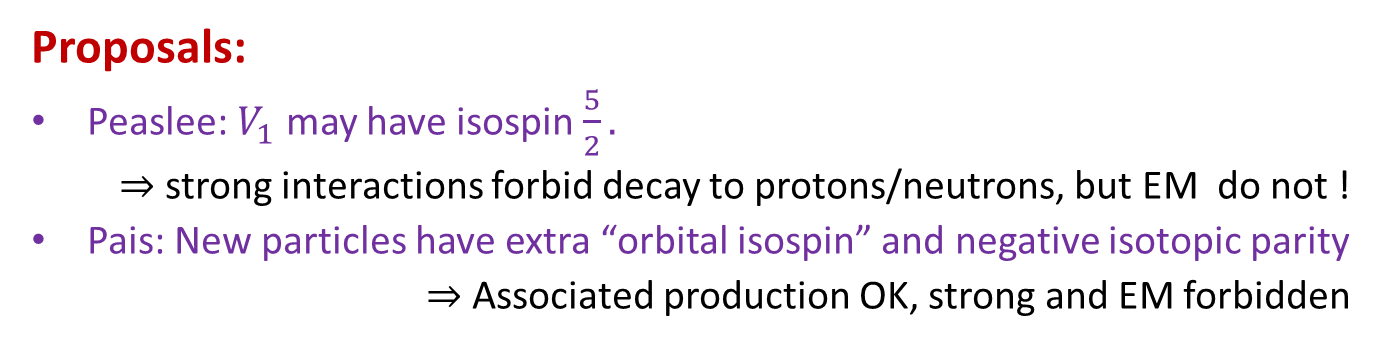 Proposals:
• Peaslee: V₁ may have isospin 5/2.
⇒ strong interactions forbid decay to protons/neutrons, but EM do not !
• Pais: New particles have extra “orbital isospin” and negative isotopic parity
⇒ Associated production OK, strong and EM forbidden